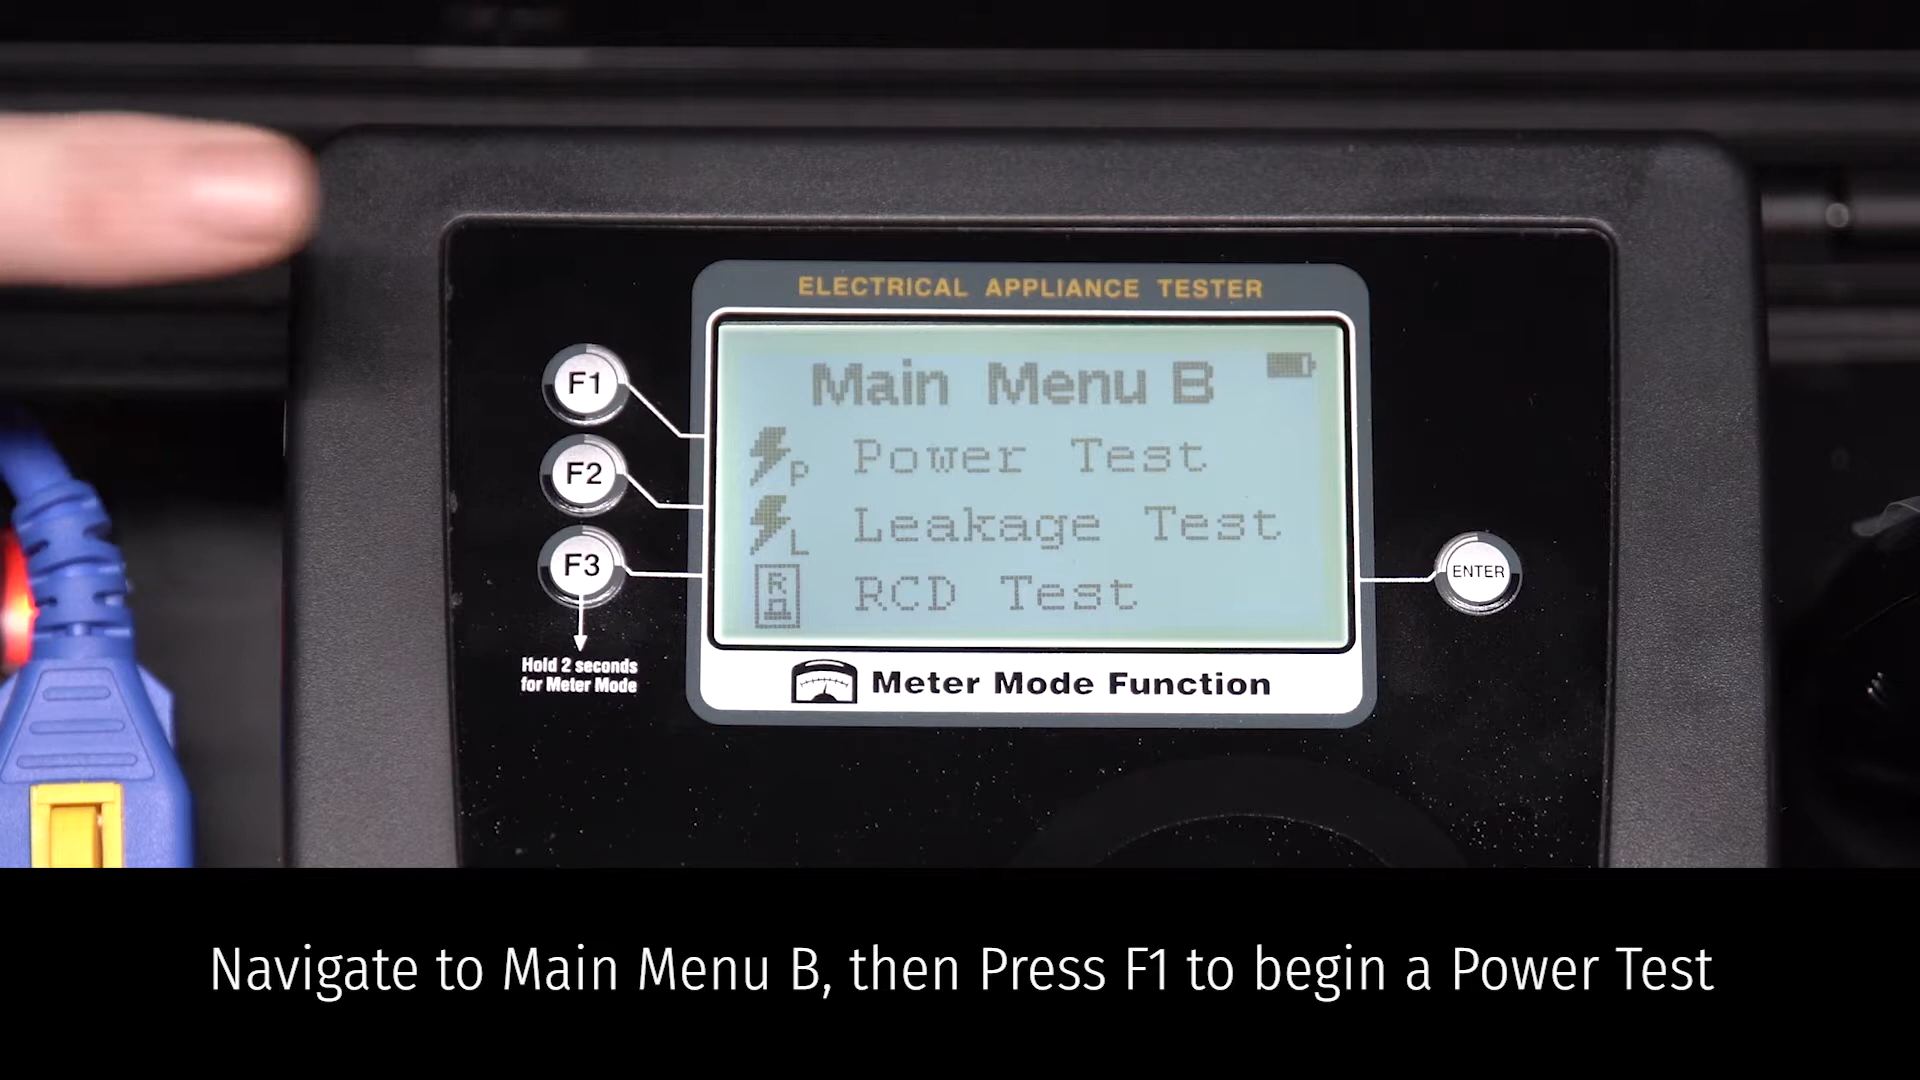 ELECTRICAL APPLIANCE TESTER
Main Menu B
F1
P Power Test
F2
L Leakage Test
F3
RCD Test
ENTER
Hold 2 seconds
for Meter Mode
Meter Mode Function
Navigate to Main Menu B, then Press F1 to begin a Power Test